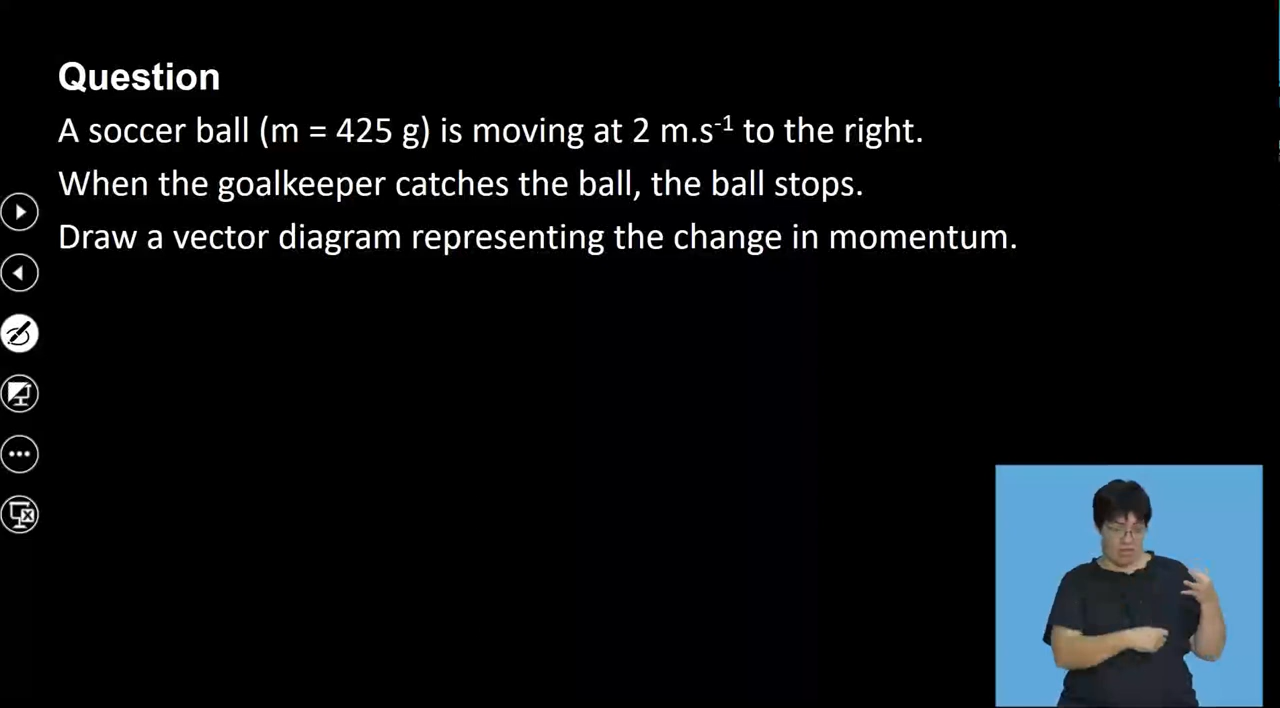 Question
A soccer ball (m = 425 g) is moving at 2 m.s⁻¹ to the right.
When the goalkeeper catches the ball, the ball stops.
Draw a vector diagram representing the change in momentum.